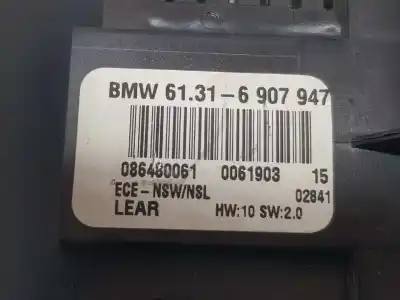 BMW 61.31-6 907 947
086480061 0061903 15
ECE-NSW/NSL 02841
LEAR HW:10 SW:2.0